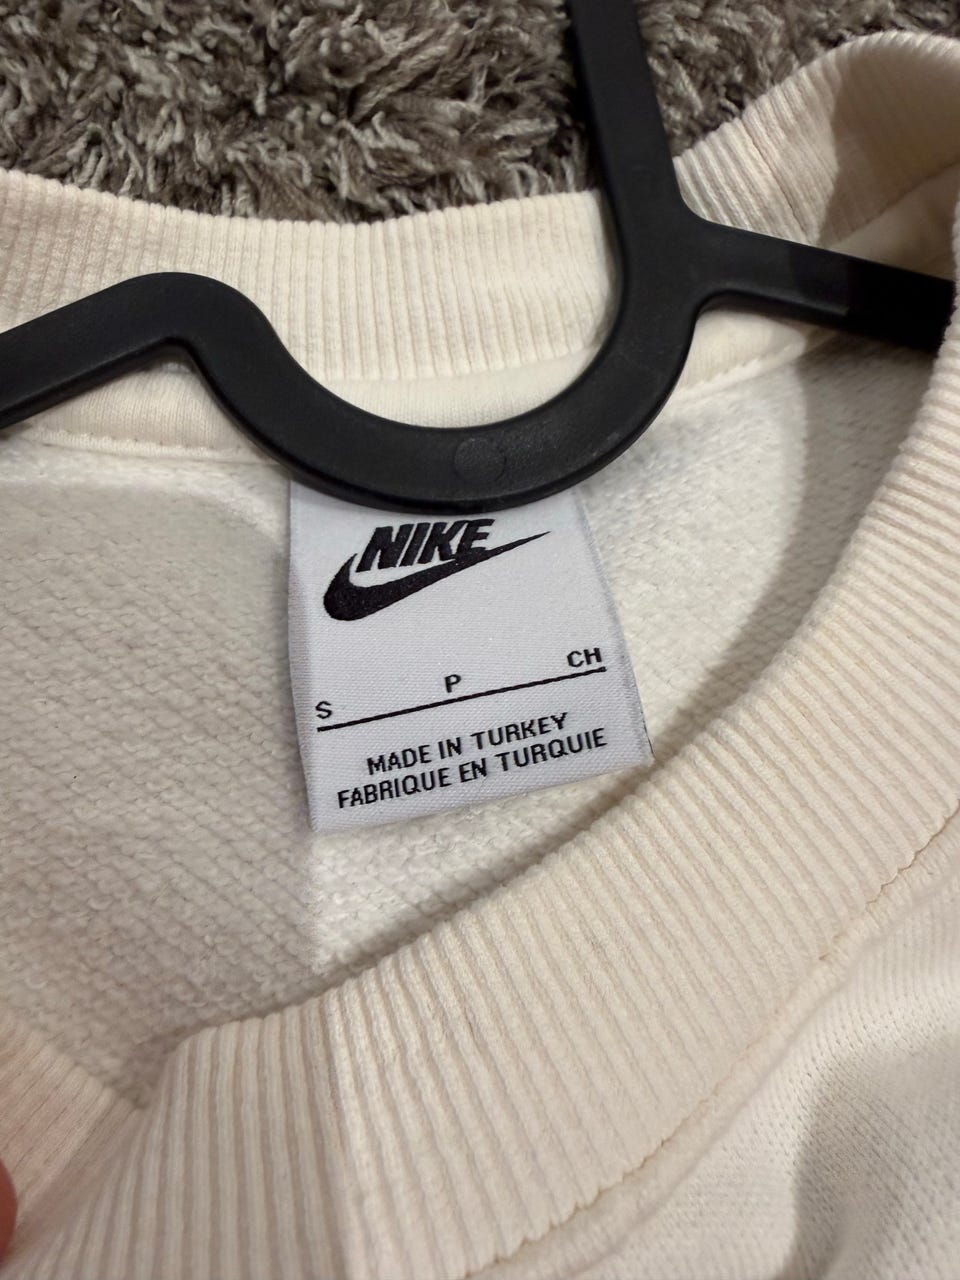 NIKE
S P CH
MADE IN TURKEY
FABRIQUE EN TURQUIE